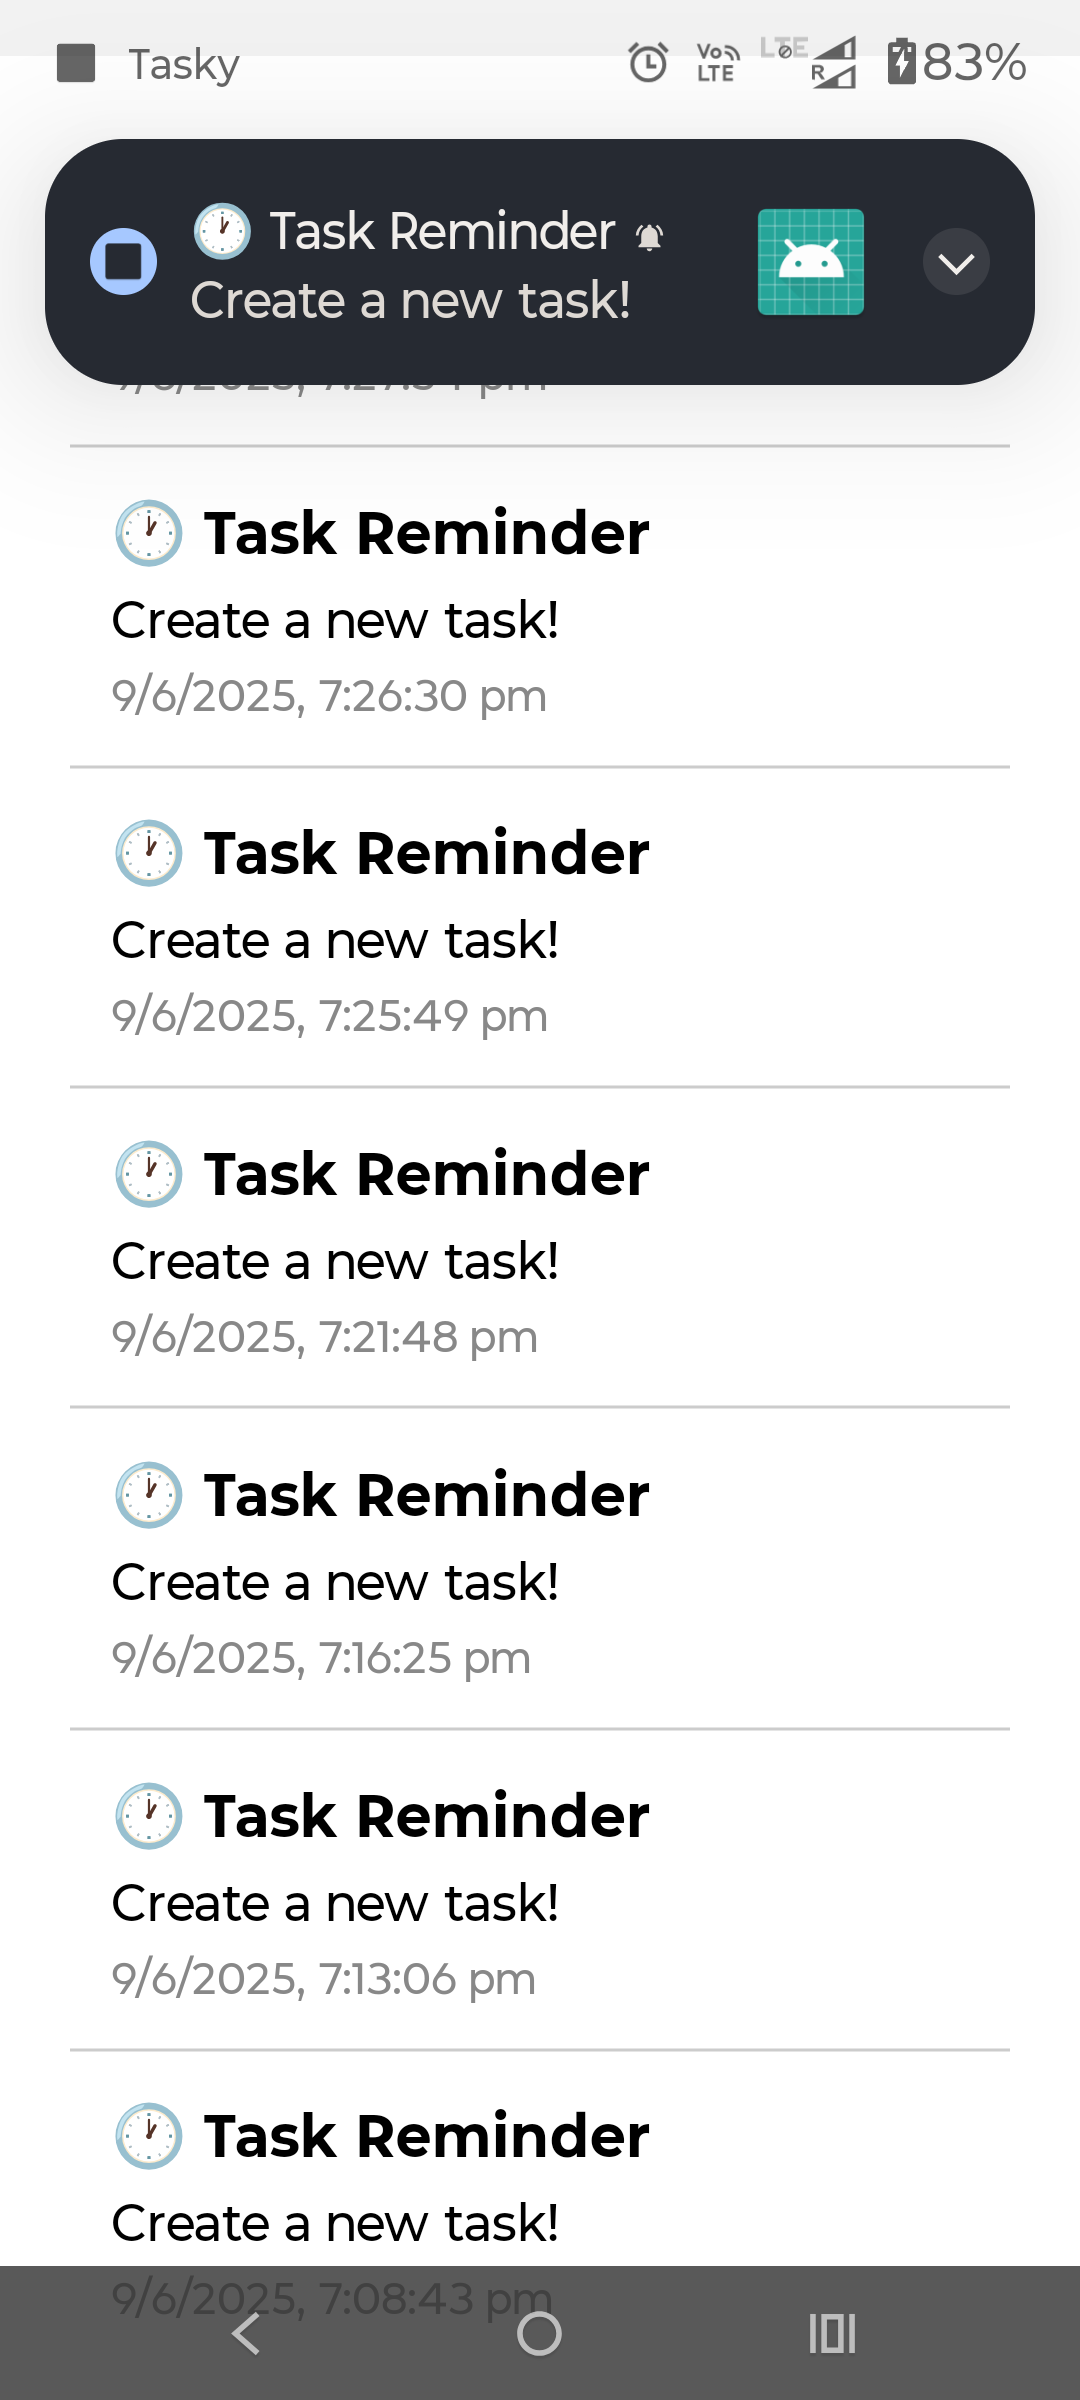 Tasky
Vo LTE
LTE
R
83%
🕐 Task Reminder
Create a new task!
🕐 Task Reminder
Create a new task!
9/6/2025, 7:26:30 pm
🕐 Task Reminder
Create a new task!
9/6/2025, 7:25:49 pm
🕐 Task Reminder
Create a new task!
9/6/2025, 7:21:48 pm
🕐 Task Reminder
Create a new task!
9/6/2025, 7:16:25 pm
🕐 Task Reminder
Create a new task!
9/6/2025, 7:13:06 pm
🕐 Task Reminder
Create a new task!
9/6/2025, 7:08:43 pm